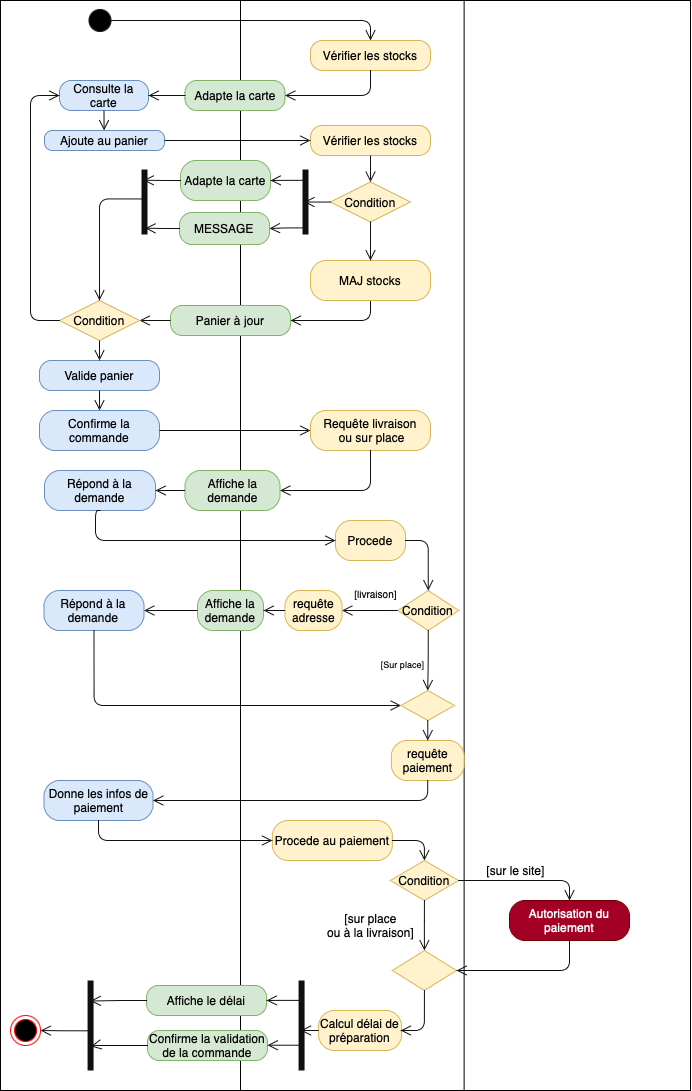 Vérifier les stocks
Consulte la
carte
Adapte la carte
Ajoute au panier
Vérifier les stocks
Adapte la carte
Condition
MESSAGE
MAJ stocks
Condition
Panier à jour
Valide panier
Confirme la
commande
Requête livraison
ou sur place
Répond à la
demande
Affiche la
demande
Procede
Répond à la
demande
Affiche la
demande
requête
adresse
[livraison]
Condition
[Sur place]
requête
paiement
Donne les infos de
paiement
Procede au paiement
Condition
[sur le site]
Autorisation du
paiement
[sur place
ou à la livraison]
Affiche le délai
Calcul délai de
préparation
Confirme la validation
de la commande